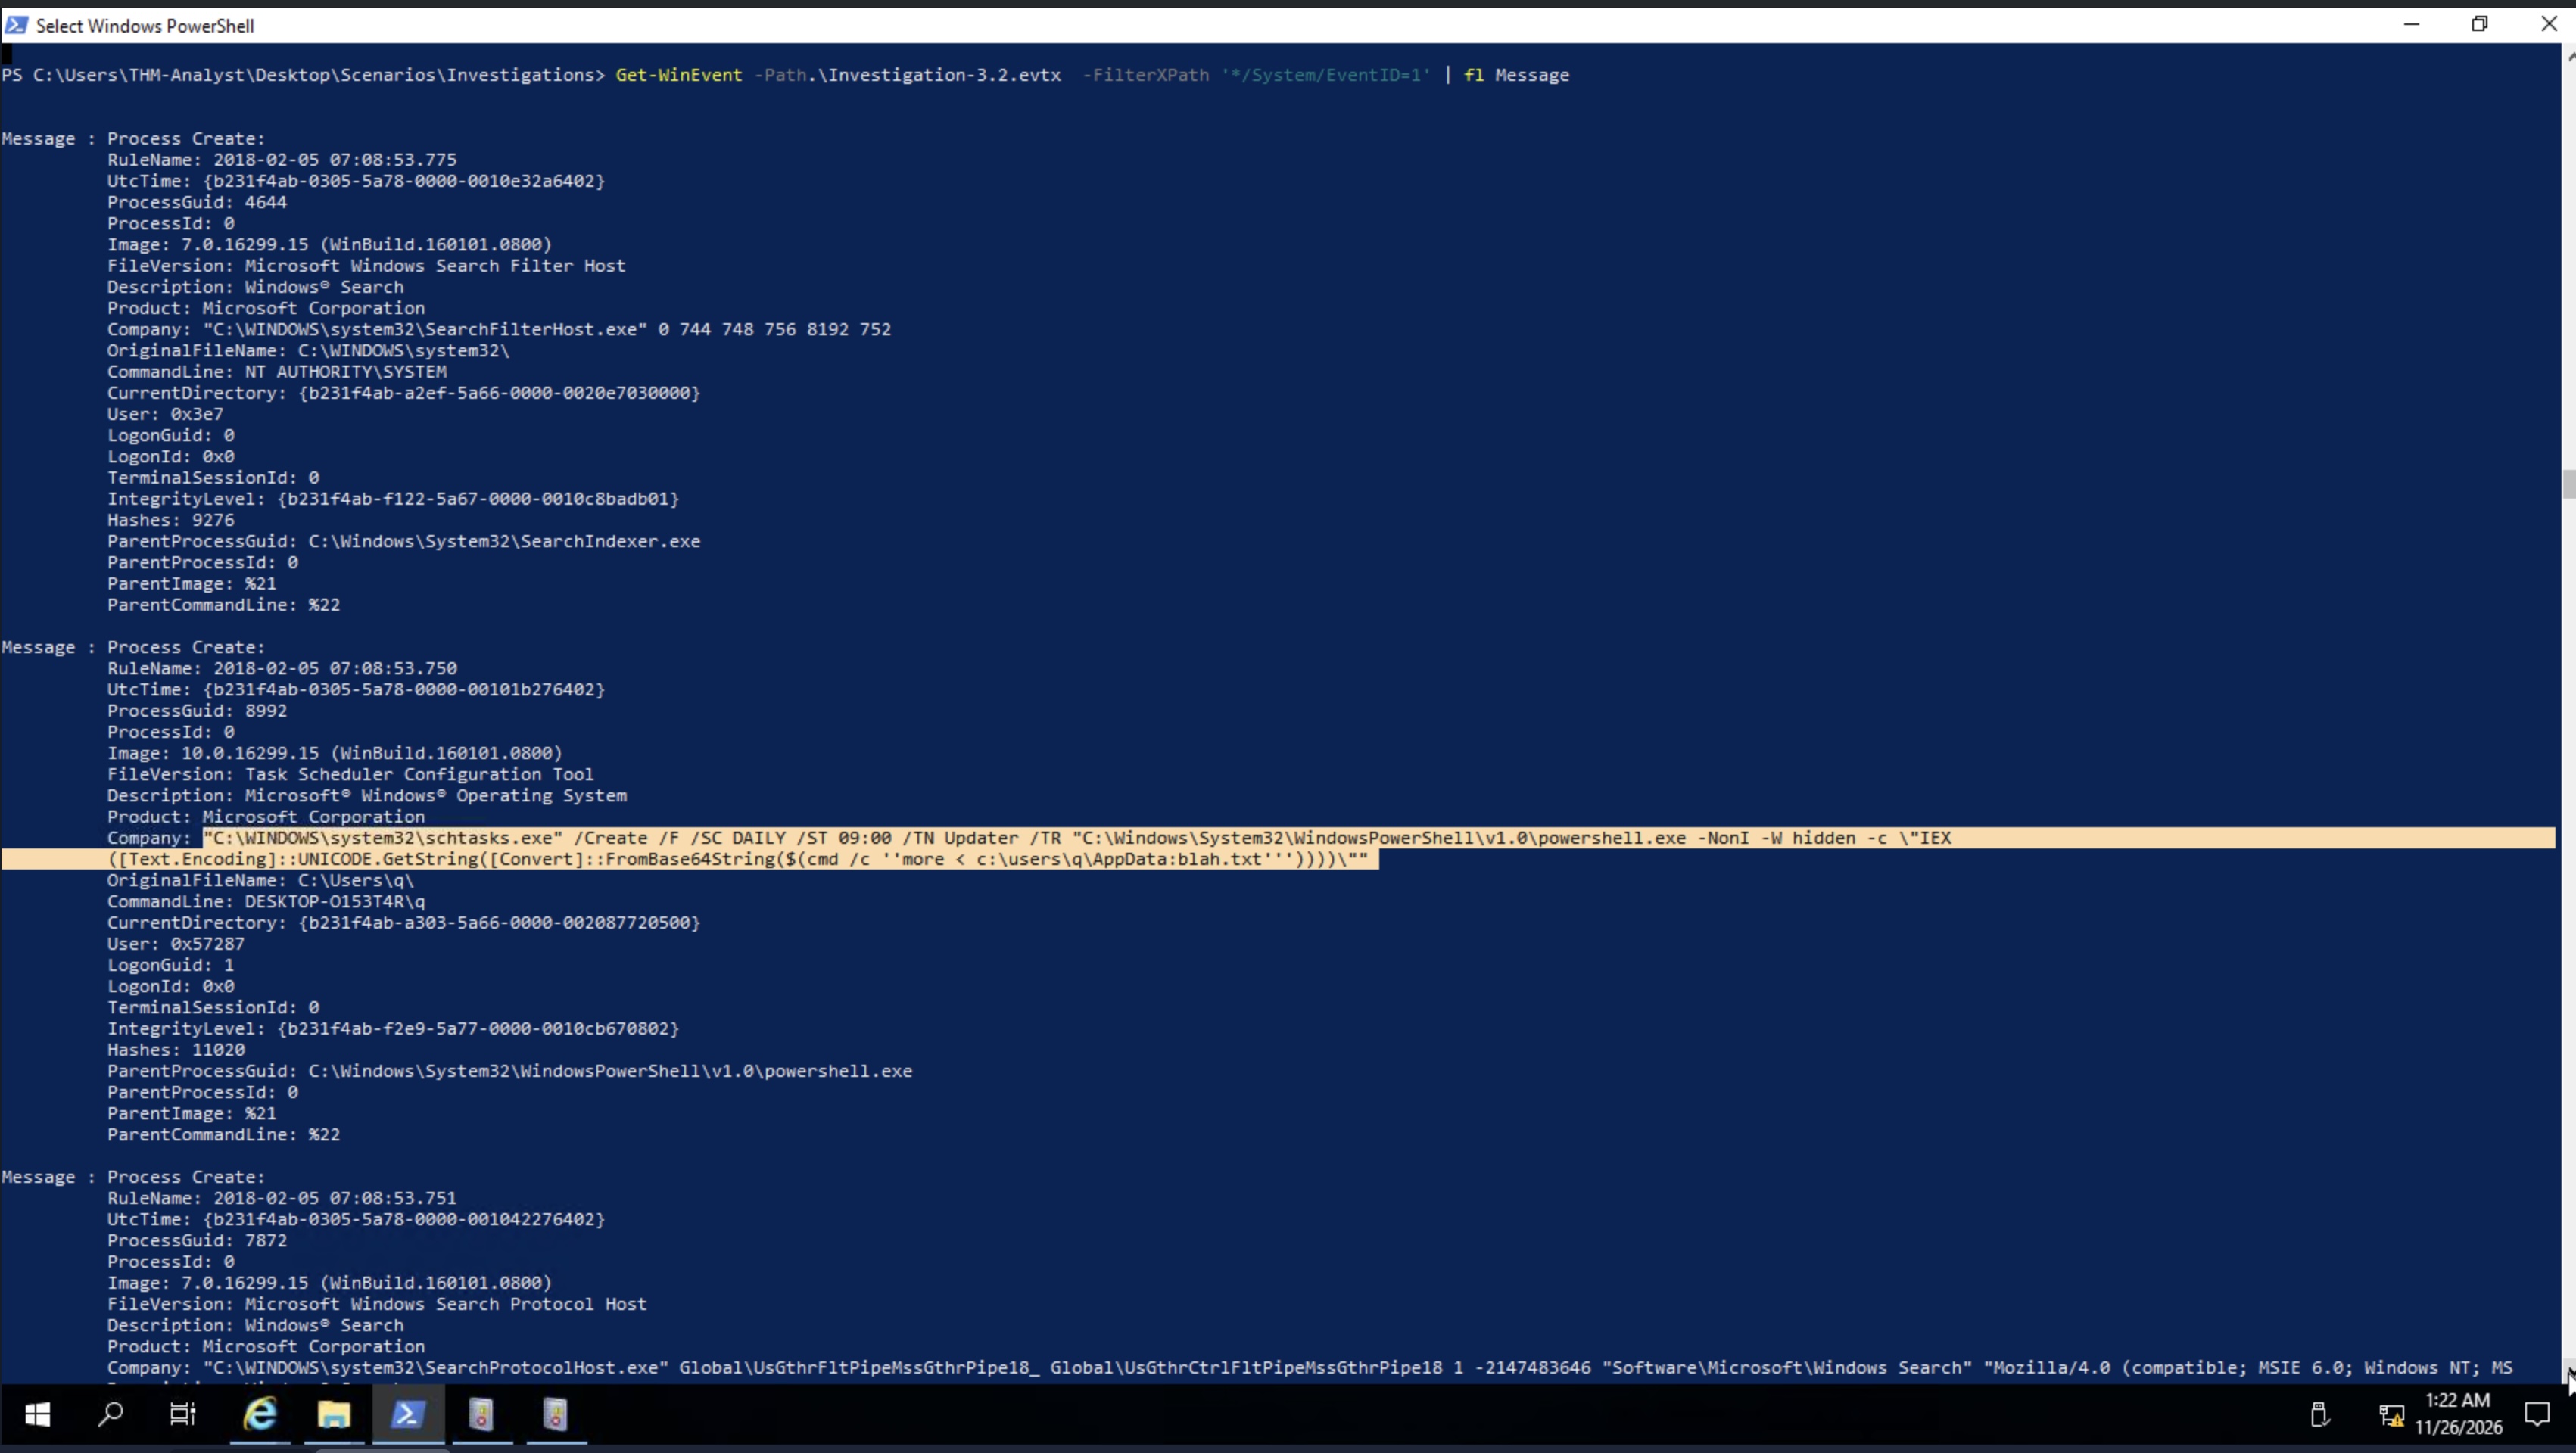 Select Windows PowerShell
PS C:\Users\THM-Analyst\Desktop\Scenarios\Investigations> Get-WinEvent -Path.\Investigation-3.2.evtx  -FilterXPath '*/System/EventID=1' | fl Message
Message : Process Create:
RuleName: 2018-02-05 07:08:53.775
UtcTime: {b231f4ab-0305-5a78-0000-0010e32a6402}
ProcessGuid: 4644
ProcessId: 0
Image: 7.0.16299.15 (WinBuild.160101.0800)
FileVersion: Microsoft Windows Search Filter Host
Description: Windows® Search
Product: Microsoft Corporation
Company: "C:\WINDOWS\system32\SearchFilterHost.exe" 0 744 748 756 8192 752
OriginalFileName: C:\WINDOWS\system32\
CommandLine: NT AUTHORITY\SYSTEM
CurrentDirectory: {b231f4ab-a2ef-5a66-0000-0020e7030000}
User: 0x3e7
LogonGuid: 0
LogonId: 0x0
TerminalSessionId: 0
IntegrityLevel: {b231f4ab-f122-5a67-0000-0010c8badb01}
Hashes: 9276
ParentProcessGuid: C:\Windows\System32\SearchIndexer.exe
ParentProcessId: 0
ParentImage: %21
ParentCommandLine: %22
Message : Process Create:
RuleName: 2018-02-05 07:08:53.750
UtcTime: {b231f4ab-0305-5a78-0000-00101b276402}
ProcessGuid: 8992
ProcessId: 0
Image: 10.0.16299.15 (WinBuild.160101.0800)
FileVersion: Task Scheduler Configuration Tool
Description: Microsoft® Windows® Operating System
Product: Microsoft Corporation
Company: "C:\WINDOWS\system32\schtasks.exe" /Create /F /SC DAILY /ST 09:00 /TN Updater /TR "C:\Windows\System32\WindowsPowerShell\v1.0\powershell.exe -NonI -W hidden -c \"IEX
([Text.Encoding]::UNICODE.GetString([Convert]::FromBase64String($(cmd /c ''more < c:\users\q\AppData:blah.txt'''))))\""
OriginalFileName: C:\Users\q\
CommandLine: DESKTOP-O153T4R\q
CurrentDirectory: {b231f4ab-a303-5a66-0000-002087720500}
User: 0x57287
LogonGuid: 1
LogonId: 0x0
TerminalSessionId: 0
IntegrityLevel: {b231f4ab-f2e9-5a77-0000-0010cb670802}
Hashes: 11020
ParentProcessGuid: C:\Windows\System32\WindowsPowerShell\v1.0\powershell.exe
ParentProcessId: 0
ParentImage: %21
ParentCommandLine: %22
Message : Process Create:
RuleName: 2018-02-05 07:08:53.751
UtcTime: {b231f4ab-0305-5a78-0000-001042276402}
ProcessGuid: 7872
ProcessId: 0
Image: 7.0.16299.15 (WinBuild.160101.0800)
FileVersion: Microsoft Windows Search Protocol Host
Description: Windows® Search
Product: Microsoft Corporation
Company: "C:\WINDOWS\system32\SearchProtocolHost.exe" Global\UsGthrFltPipeMssGthrPipe18_ Global\UsGthrCtrlFltPipeMssGthrPipe18 1 -2147483646 "Software\Microsoft\Windows Search" "Mozilla/4.0 (compatible; MSIE 6.0; Windows NT; MS
1:22 AM
11/26/2026